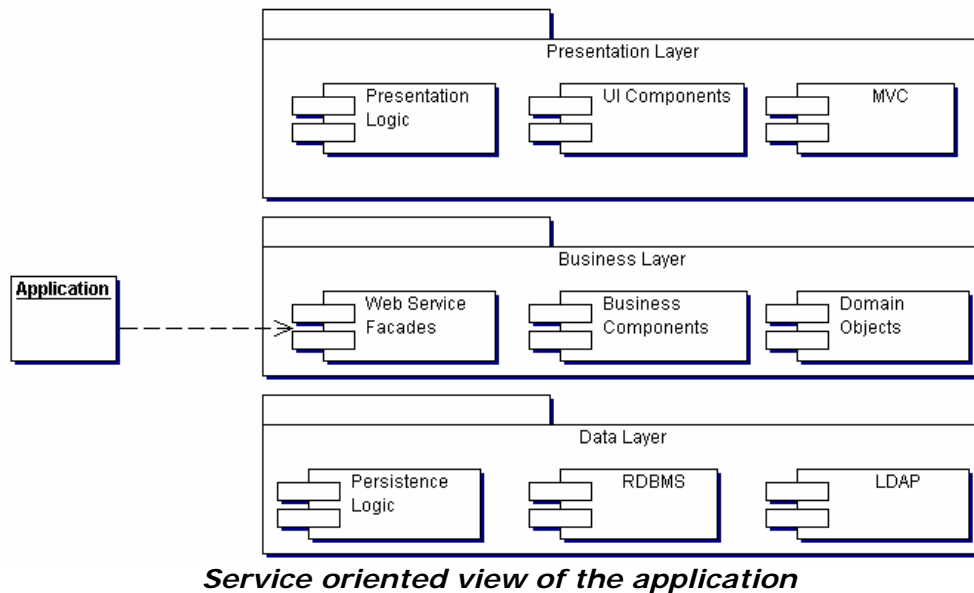 Presentation Layer
Presentation
Logic
UI Components
MVC
Business Layer
Application
Web Service
Facades
Business
Components
Domain
Objects
Data Layer
Persistence
Logic
RDBMS
LDAP
Service oriented view of the application